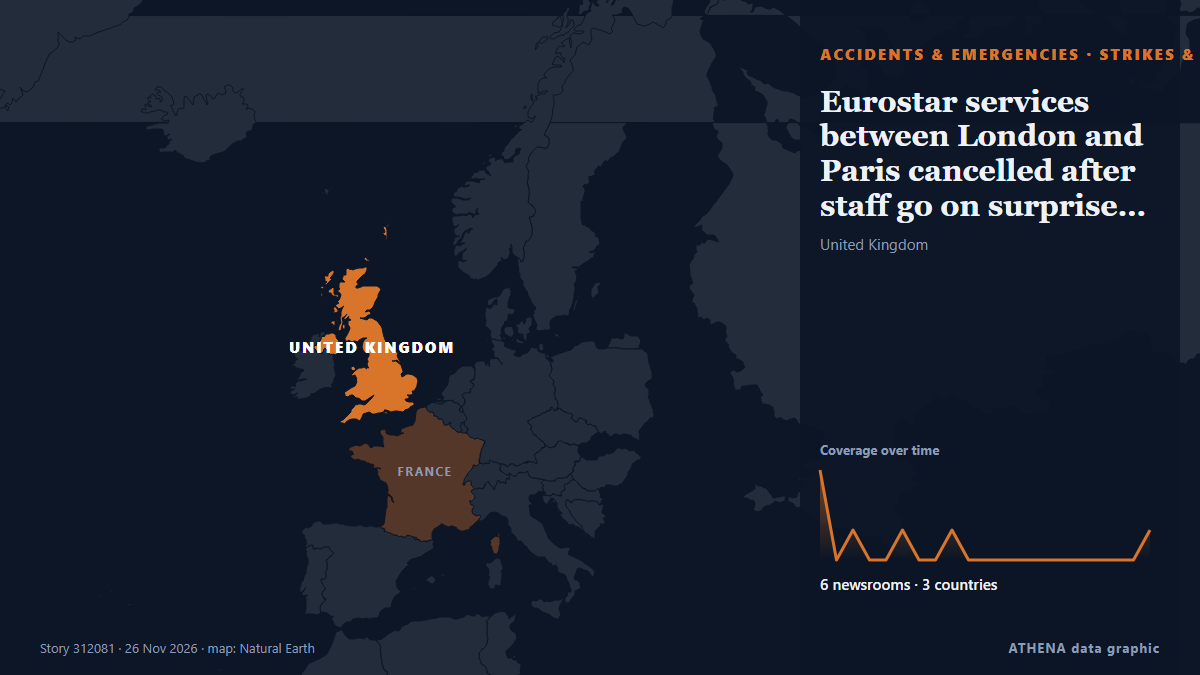 ACCIDENTS & EMERGENCIES · STRIKES &
Eurostar services
between London and
Paris cancelled after
staff go on surprise...
United Kingdom
UNITED KINGDOM
FRANCE
Coverage over time
6 newsrooms · 3 countries
Story 312081 · 26 Nov 2026 · map: Natural Earth
ATHENA data graphic